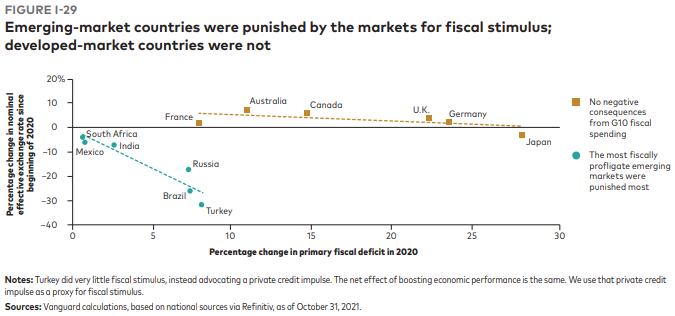 FIGURE I-29
Emerging-market countries were punished by the markets for fiscal stimulus;
developed-market countries were not
Percentage change in nominal
effective exchange rate since
beginning of 2020
20%
10
0
–10
–20
–30
–40
France
Australia
Canada
U.K.
Germany
Japan
South Africa
Mexico
India
Russia
Brazil
Turkey
0
5
10
15
20
25
30
Percentage change in primary fiscal deficit in 2020
No negative
consequences
from G10 fiscal
spending
The most fiscally
profligate emerging
markets were
punished most
Notes: Turkey did very little fiscal stimulus, instead advocating a private credit impulse. The net effect of boosting economic performance is the same. We use that private credit
impulse as a proxy for fiscal stimulus.
Sources: Vanguard calculations, based on national sources via Refinitiv, as of October 31, 2021.